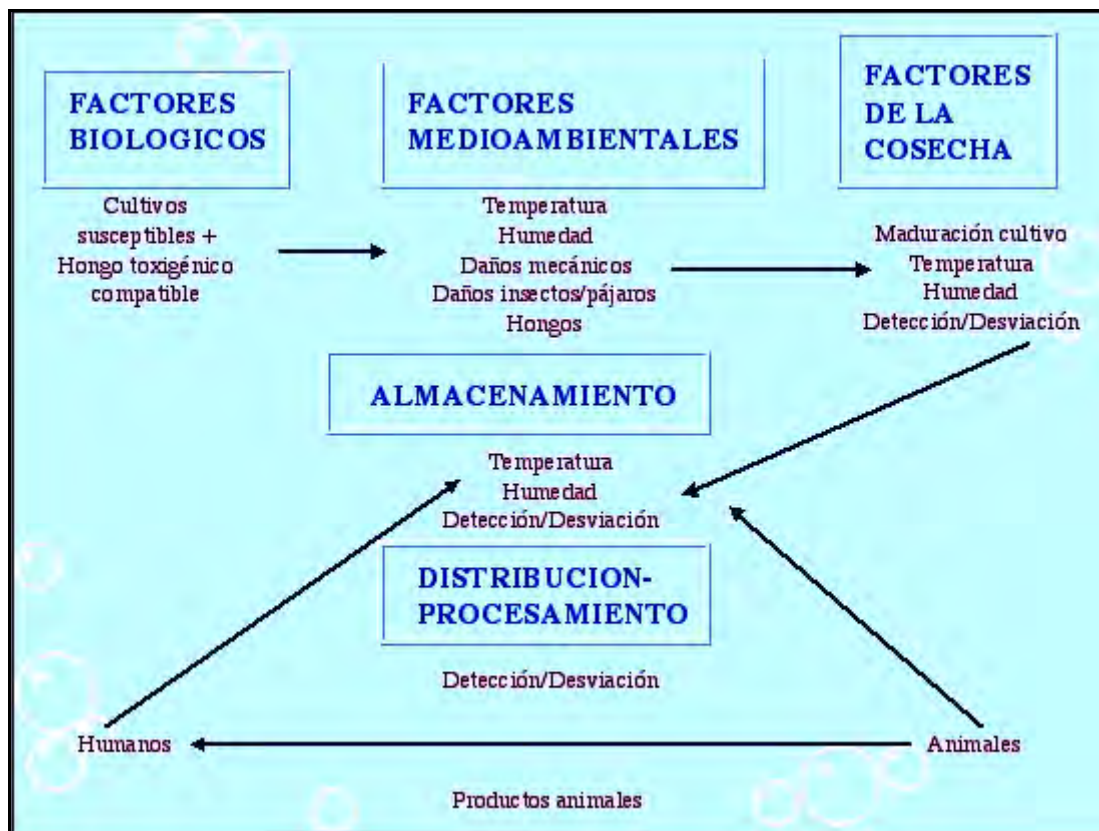 FACTORES
BIOLOGICOS
FACTORES
MEDIOAMBIENTALES
FACTORES
DE LA
COSECHA
Cultivos
susceptibles +
Hongo toxigénico
compatible
Temperatura
Humedad
Daños mecánicos
Daños insectos/pájaros
Hongos
Maduración cultivo
Temperatura
Humedad
Detección/Desviación
ALMACENAMIENTO
Temperatura
Humedad
Detección/Desviación
DISTRIBUCION-
PROCESAMIENTO
Detección/Desviación
Humanos
Animales
Productos animales